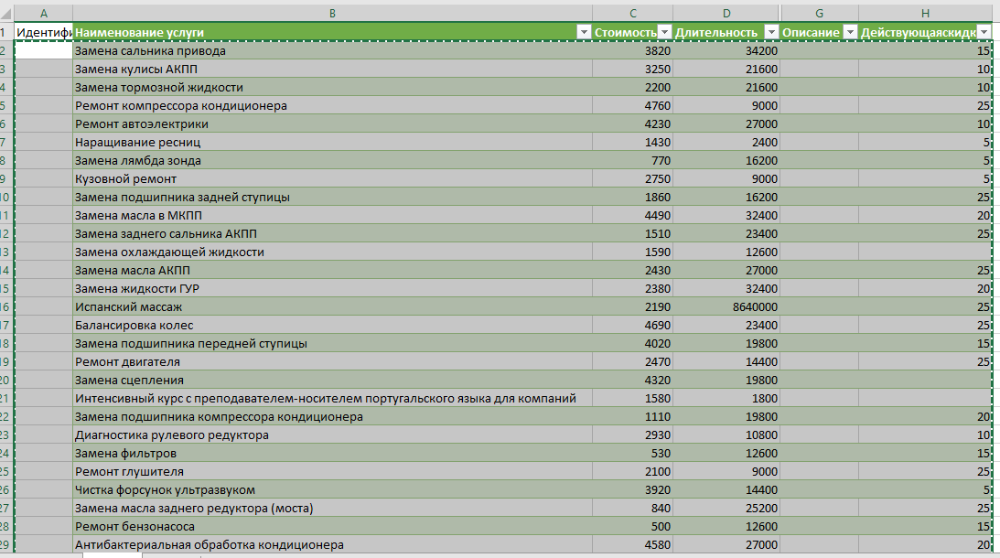 A B C D G H
1 Идентифи Наименование услуги Стоимость Длительность Описание Действующаяскидк
2 Замена сальника привода 3820 34200 15
3 Замена кулисы АКПП 3250 21600 10
4 Замена тормозной жидкости 2200 21600 10
5 Ремонт компрессора кондиционера 4760 9000 25
6 Ремонт автоэлектрики 4230 27000 10
7 Наращивание ресниц 1430 2400 5
8 Замена лямбда зонда 770 16200 5
9 Кузовной ремонт 2750 9000 5
10 Замена подшипника задней ступицы 1860 16200 25
11 Замена масла в МКПП 4490 32400 20
12 Замена заднего сальника АКПП 1510 23400 25
13 Замена охлаждающей жидкости 1590 12600
14 Замена масла АКПП 2430 27000 25
15 Замена жидкости ГУР 2380 32400 20
16 Испанский массаж 2190 8640000 25
17 Балансировка колес 4690 23400 25
18 Замена подшипника передней ступицы 4020 19800 15
19 Ремонт двигателя 2470 14400 25
20 Замена сцепления 4320 19800
21 Интенсивный курс с преподавателем-носителем португальского языка для компаний 1580 1800
22 Замена подшипника компрессора кондиционера 1110 19800 20
23 Диагностика рулевого редуктора 2930 10800 10
24 Замена фильтров 530 12600 15
25 Ремонт глушителя 2100 9000 25
26 Чистка форсунок ультразвуком 3920 14400 5
27 Замена масла заднего редуктора (моста) 840 25200 25
28 Ремонт бензонасоса 500 12600 15
29 Антибактериальная обработка кондиционера 4580 27000 20